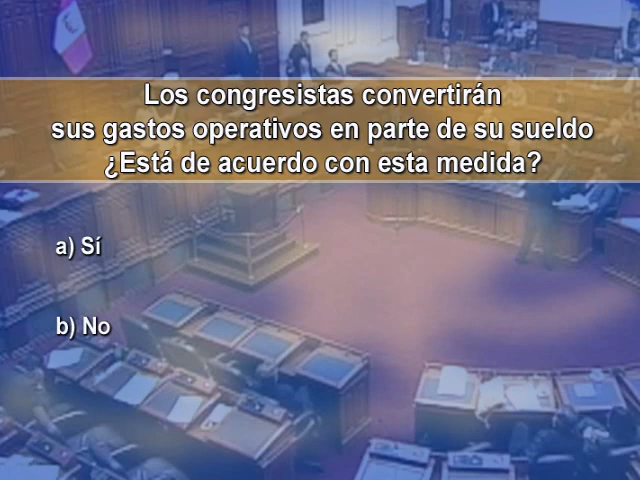 Los congresistas convertirán
sus gastos operativos en parte de su sueldo
¿Está de acuerdo con esta medida?
a) Sí
b) No